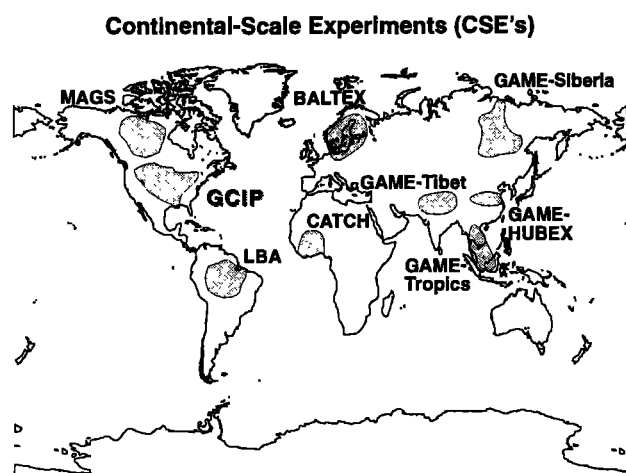 Continental-Scale Experiments (CSE's)
GAME-Siberia
MAGS
BALTEX
GAME-Tibet
GCIP
CATCH
GAME-
HUBEX
LBA
GAME-
Tropics